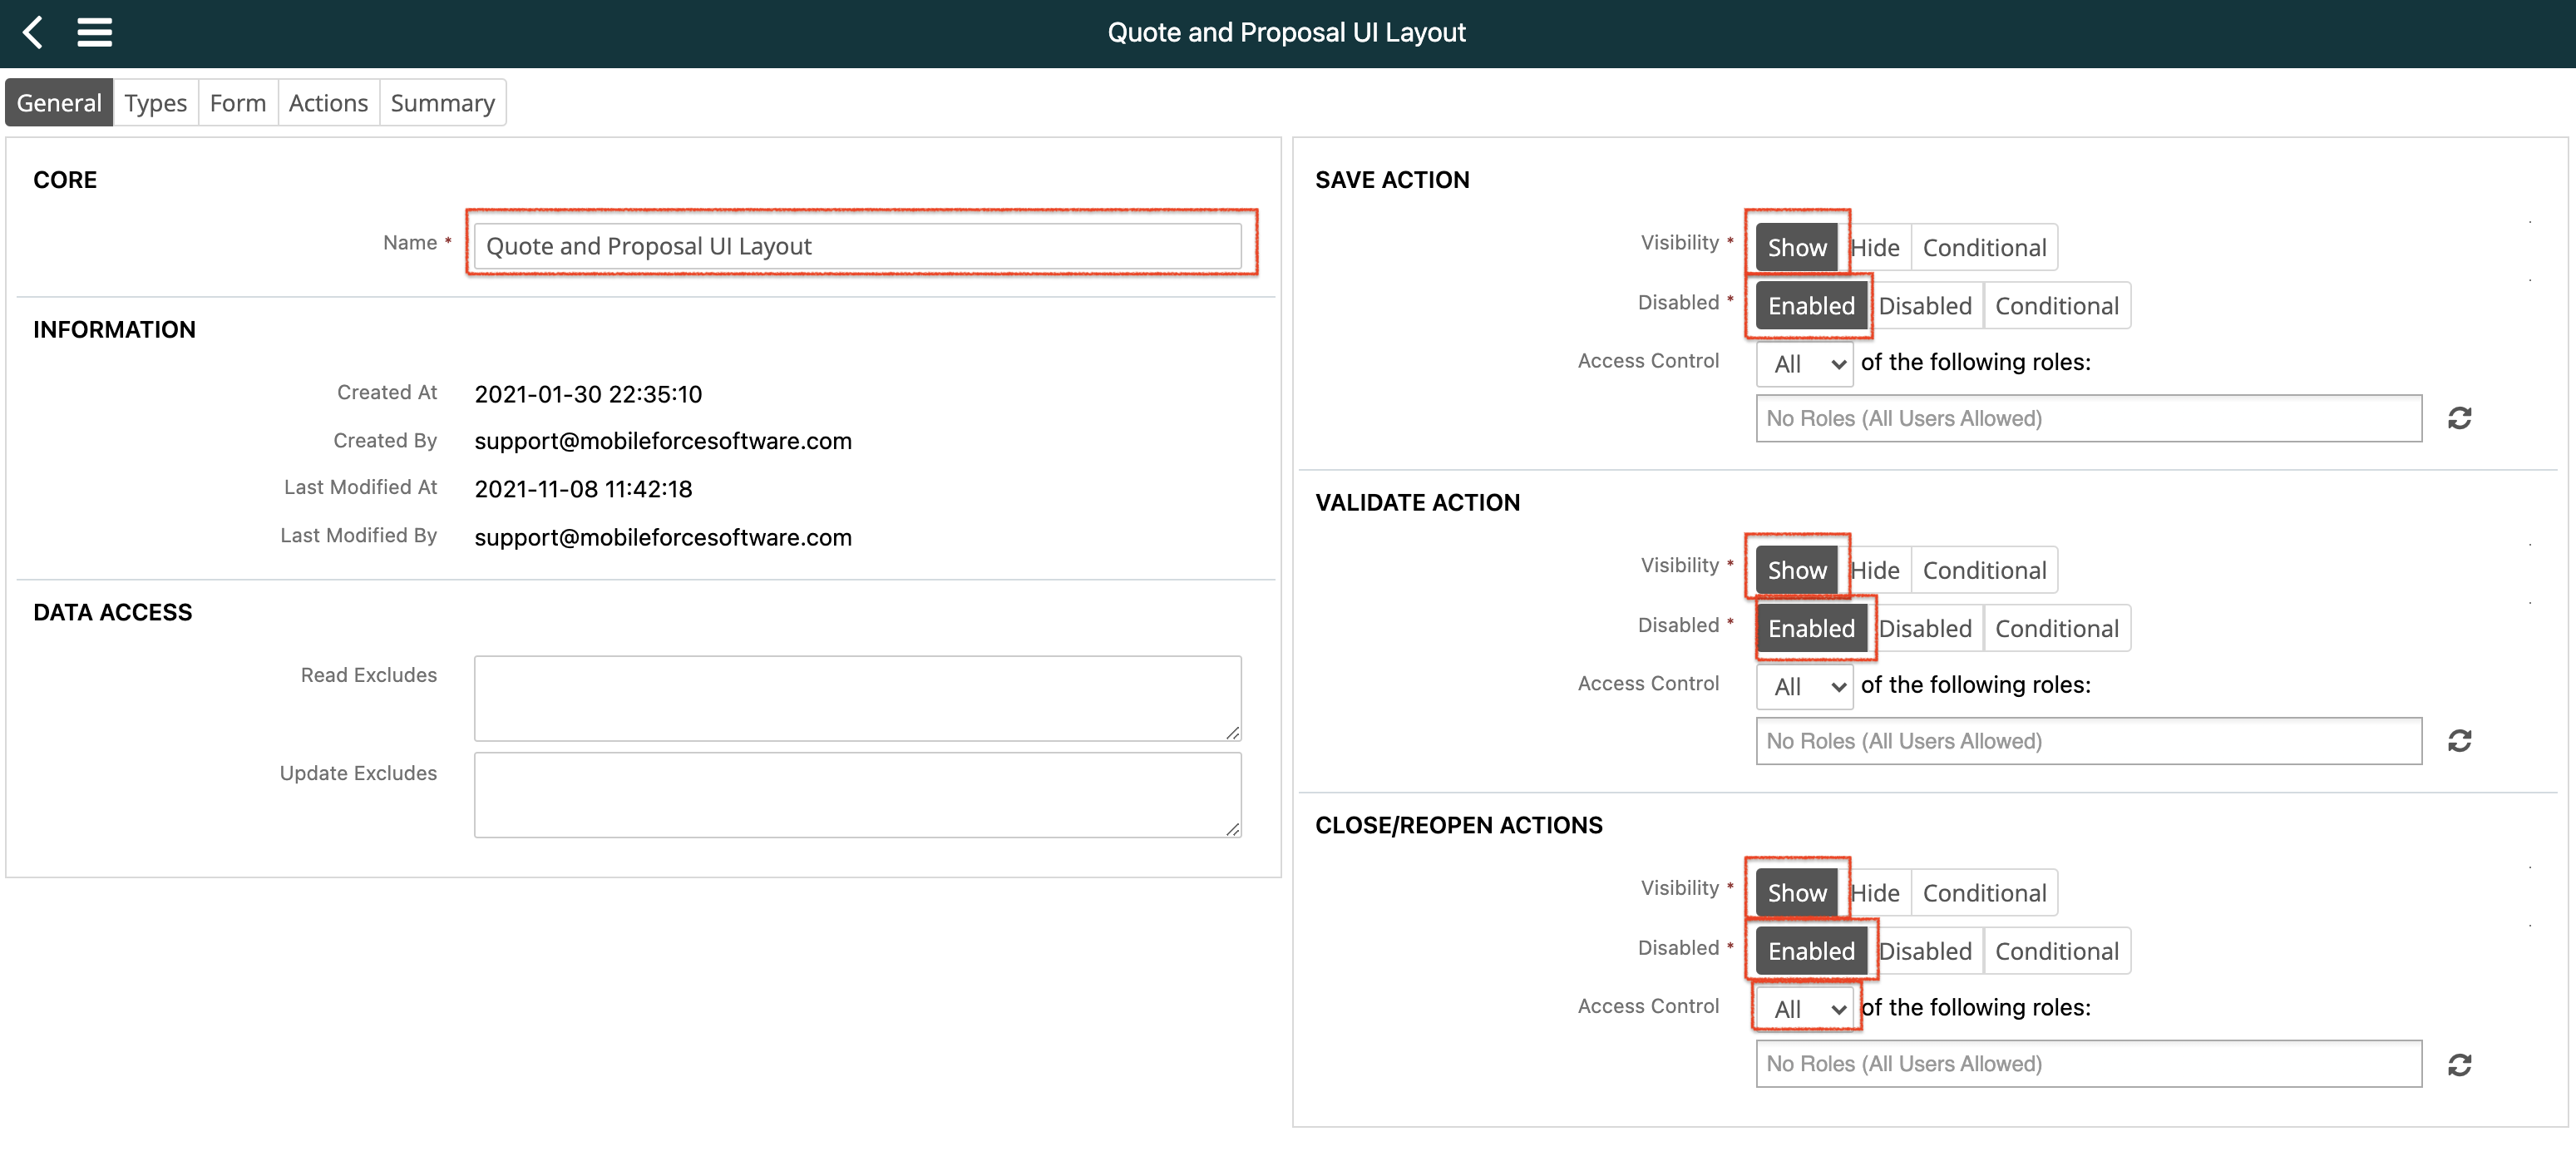 Quote and Proposal UI Layout
General Types Form Actions Summary
CORE
Name * Quote and Proposal UI Layout
INFORMATION
Created At 2021-01-30 22:35:10
Created By support@mobileforcesoftware.com
Last Modified At 2021-11-08 11:42:18
Last Modified By support@mobileforcesoftware.com
DATA ACCESS
Read Excludes
Update Excludes
SAVE ACTION
Visibility * Show Hide Conditional
Disabled * Enabled Disabled Conditional
Access Control All of the following roles:
No Roles (All Users Allowed)
VALIDATE ACTION
Visibility * Show Hide Conditional
Disabled * Enabled Disabled Conditional
Access Control All of the following roles:
No Roles (All Users Allowed)
CLOSE/REOPEN ACTIONS
Visibility * Show Hide Conditional
Disabled * Enabled Disabled Conditional
Access Control All of the following roles:
No Roles (All Users Allowed)